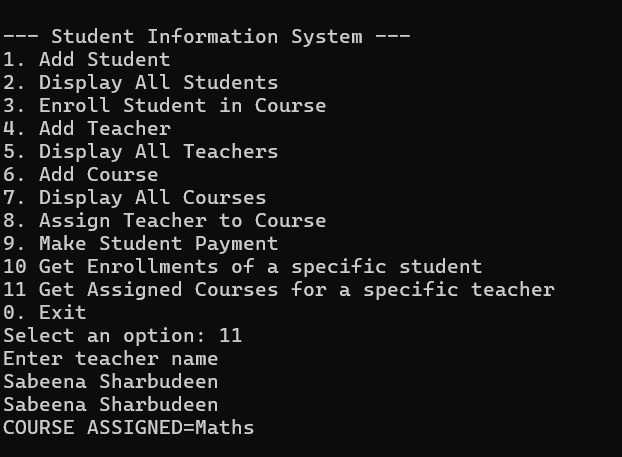 --- Student Information System ---
1. Add Student
2. Display All Students
3. Enroll Student in Course
4. Add Teacher
5. Display All Teachers
6. Add Course
7. Display All Courses
8. Assign Teacher to Course
9. Make Student Payment
10 Get Enrollments of a specific student
11 Get Assigned Courses for a specific teacher
0. Exit
Select an option: 11
Enter teacher name
Sabeena Sharbudeen
Sabeena Sharbudeen
COURSE ASSIGNED=Maths